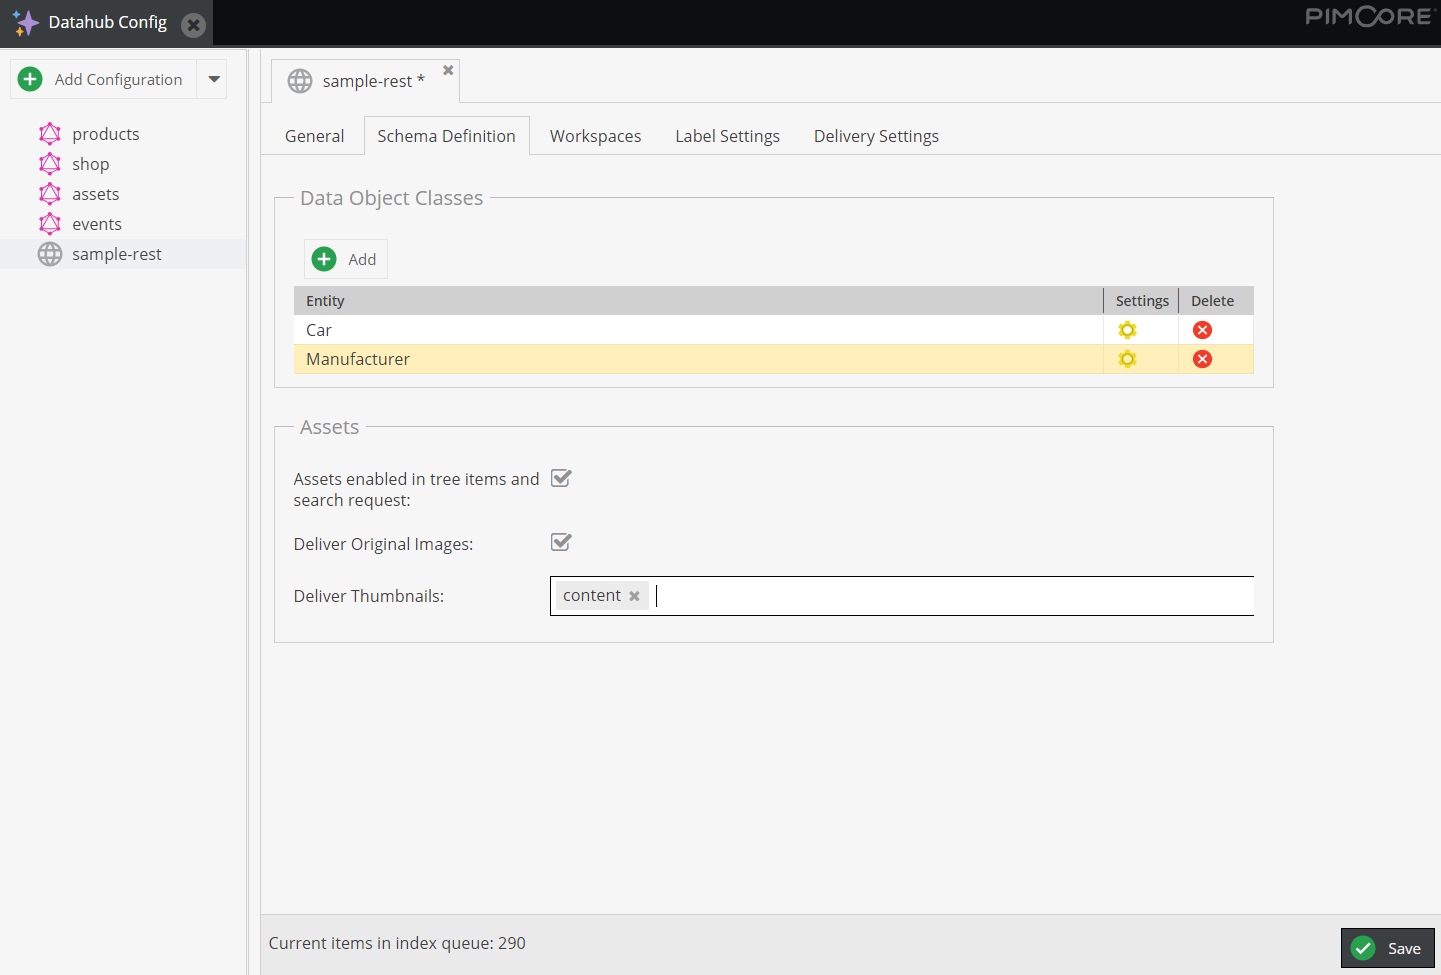 Datahub Config
PIMCORE
Add Configuration
products
shop
assets
events
sample-rest
sample-rest *
General
Schema Definition
Workspaces
Label Settings
Delivery Settings
Data Object Classes
Add
Entity
Settings
Delete
Car
Manufacturer
Assets
Assets enabled in tree items and
search request:
Deliver Original Images:
Deliver Thumbnails:
content
Current items in index queue: 290
Save